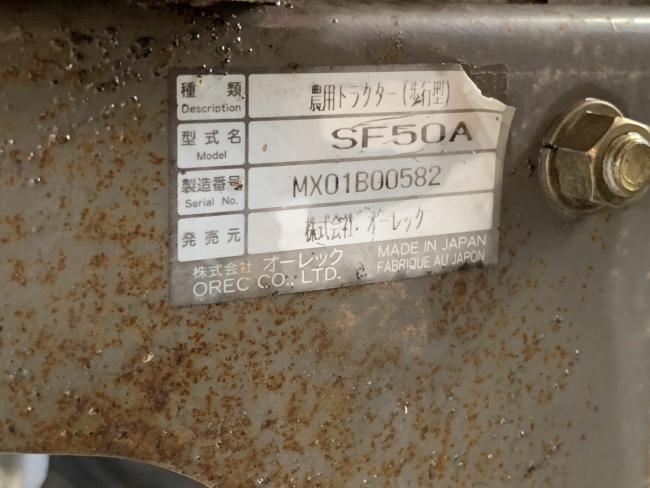 種 類 農用トラクター(歩行型)
Description
型式名 SF50A
Model
製造番号 MX01B00582
Serial No.
発売元 株式会社 オーレック
株式会社 オーレック MADE IN JAPAN
OREC CO., LTD. FABRIQUE AU JAPON